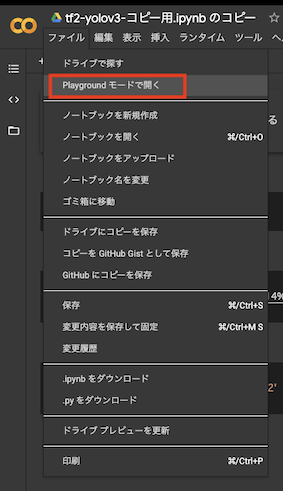 CO tf2-yolov3-コピー用.ipynb のコピー
ファイル 編集 表示 挿入 ランタイム ツール ヘル
ドライブで探す
Playground モードで開く
ノートブックを新規作成
る
ノートブックを開く ⌘/Ctrl+O
ノートブックをアップロード
ノートブック名を変更
ゴミ箱に移動
ドライブにコピーを保存
コピーを GitHub Gist として保存
GitHub にコピーを保存
14%
保存 ⌘/Ctrl+S
変更内容を保存して固定 ⌘/Ctrl+M S
変更履歴
.ipynb をダウンロード
2'
.py をダウンロード
ドライブ プレビューを更新
印刷 ⌘/Ctrl+P